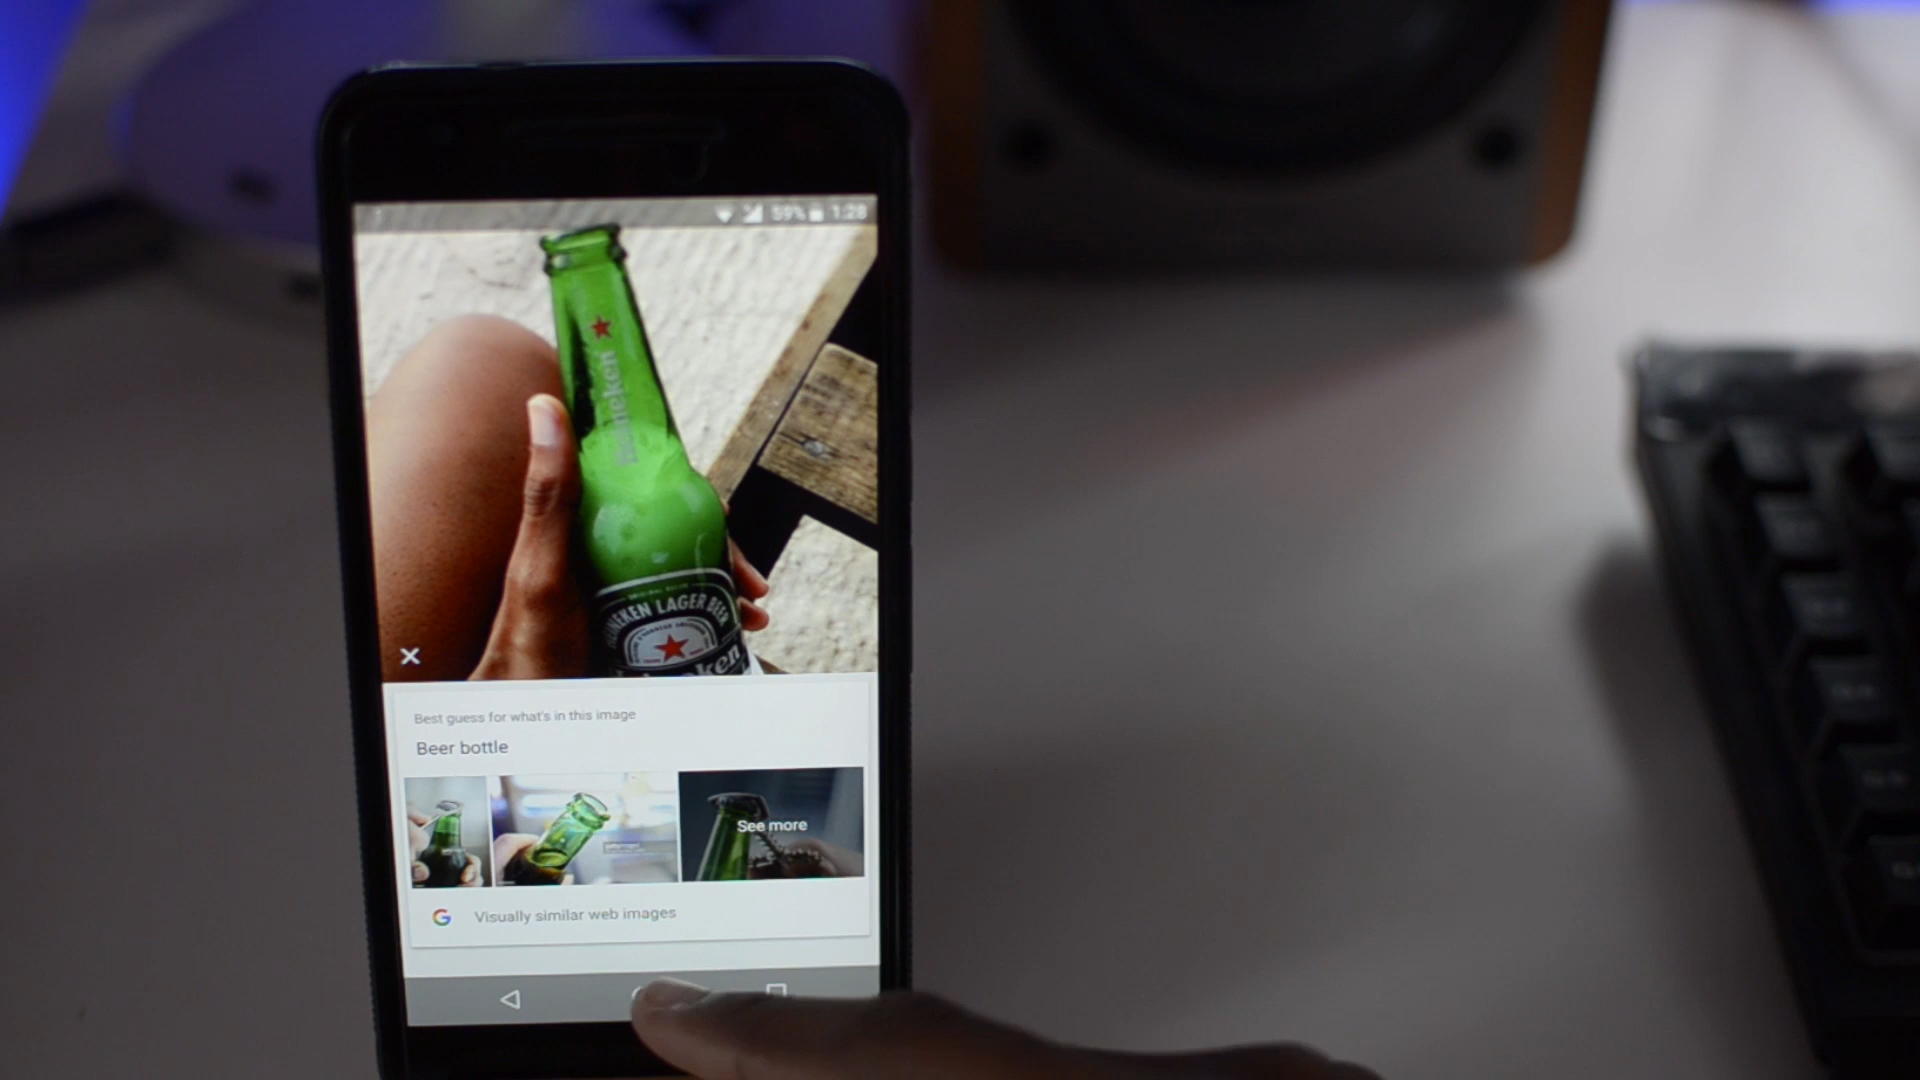 59% 1:28
Heineken
HEINEKEN LAGER BEER
Best guess for what's in this image
Beer bottle
See more
G Visually similar web images